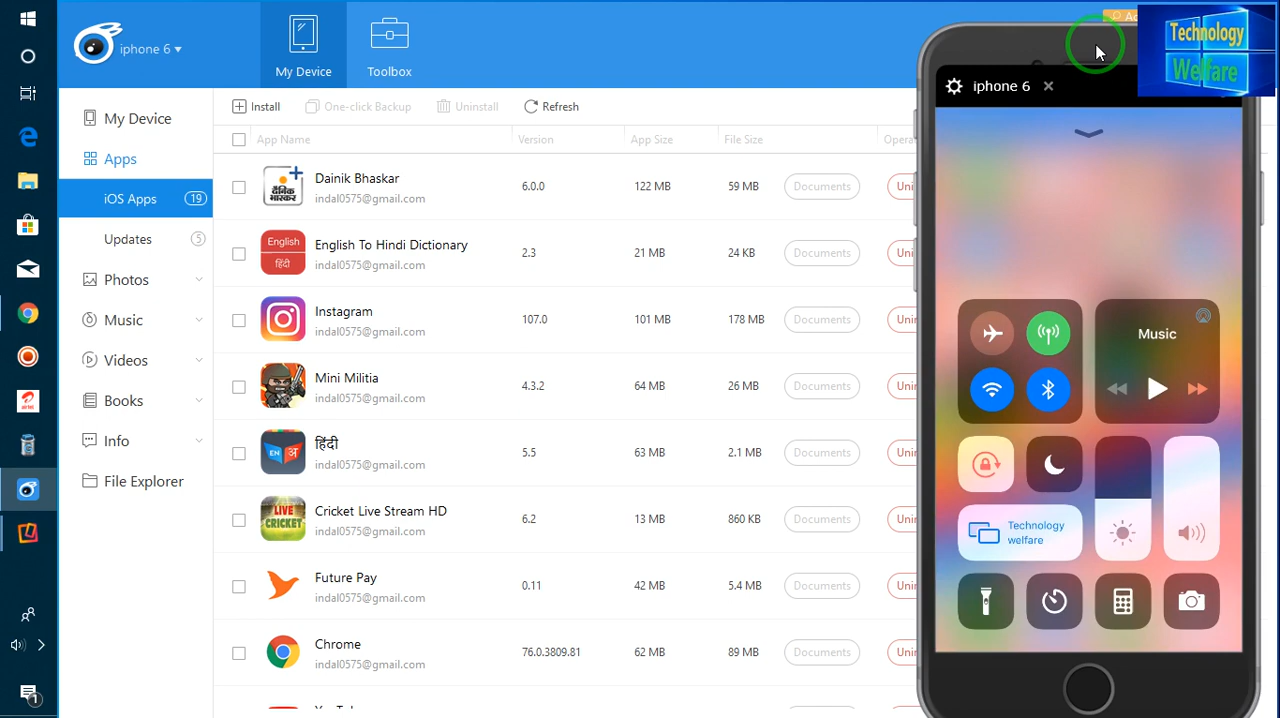 iphone 6
My Device
Toolbox
Technology
Welfare
iphone 6
My Device
Apps
iOS Apps
19
Updates
5
Photos
Music
Videos
Books
Info
File Explorer
Install
One-click Backup
Uninstall
Refresh
App Name
Version
App Size
File Size
Dainik Bhaskar
indal0575@gmail.com
6.0.0
122 MB
59 MB
Documents
दैनिक
भास्कर
English To Hindi Dictionary
indal0575@gmail.com
2.3
21 MB
24 KB
Documents
English
हिंदी
Instagram
indal0575@gmail.com
107.0
101 MB
178 MB
Documents
Mini Militia
indal0575@gmail.com
4.3.2
64 MB
26 MB
Documents
हिंदी
indal0575@gmail.com
5.5
63 MB
2.1 MB
Documents
EN
अ
Cricket Live Stream HD
indal0575@gmail.com
6.2
13 MB
860 KB
Documents
LIVE
CRICKET
Future Pay
indal0575@gmail.com
0.11
42 MB
5.4 MB
Documents
Chrome
indal0575@gmail.com
76.0.3809.81
62 MB
89 MB
Documents
Music
Technology
welfare
airtel
1